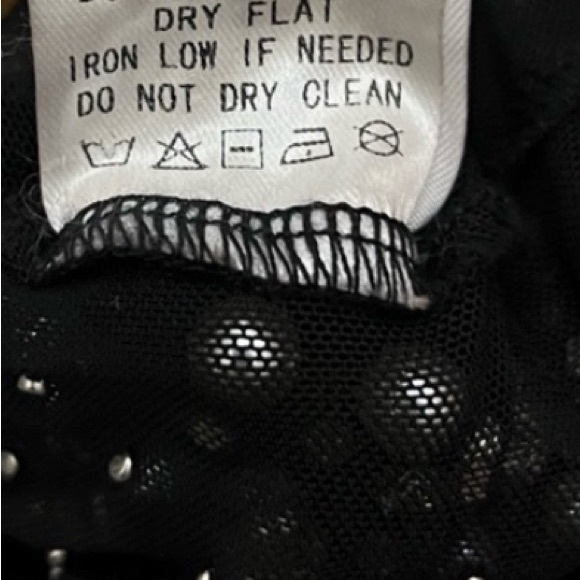 DRY FLAT
IRON LOW IF NEEDED
DO NOT DRY CLEAN